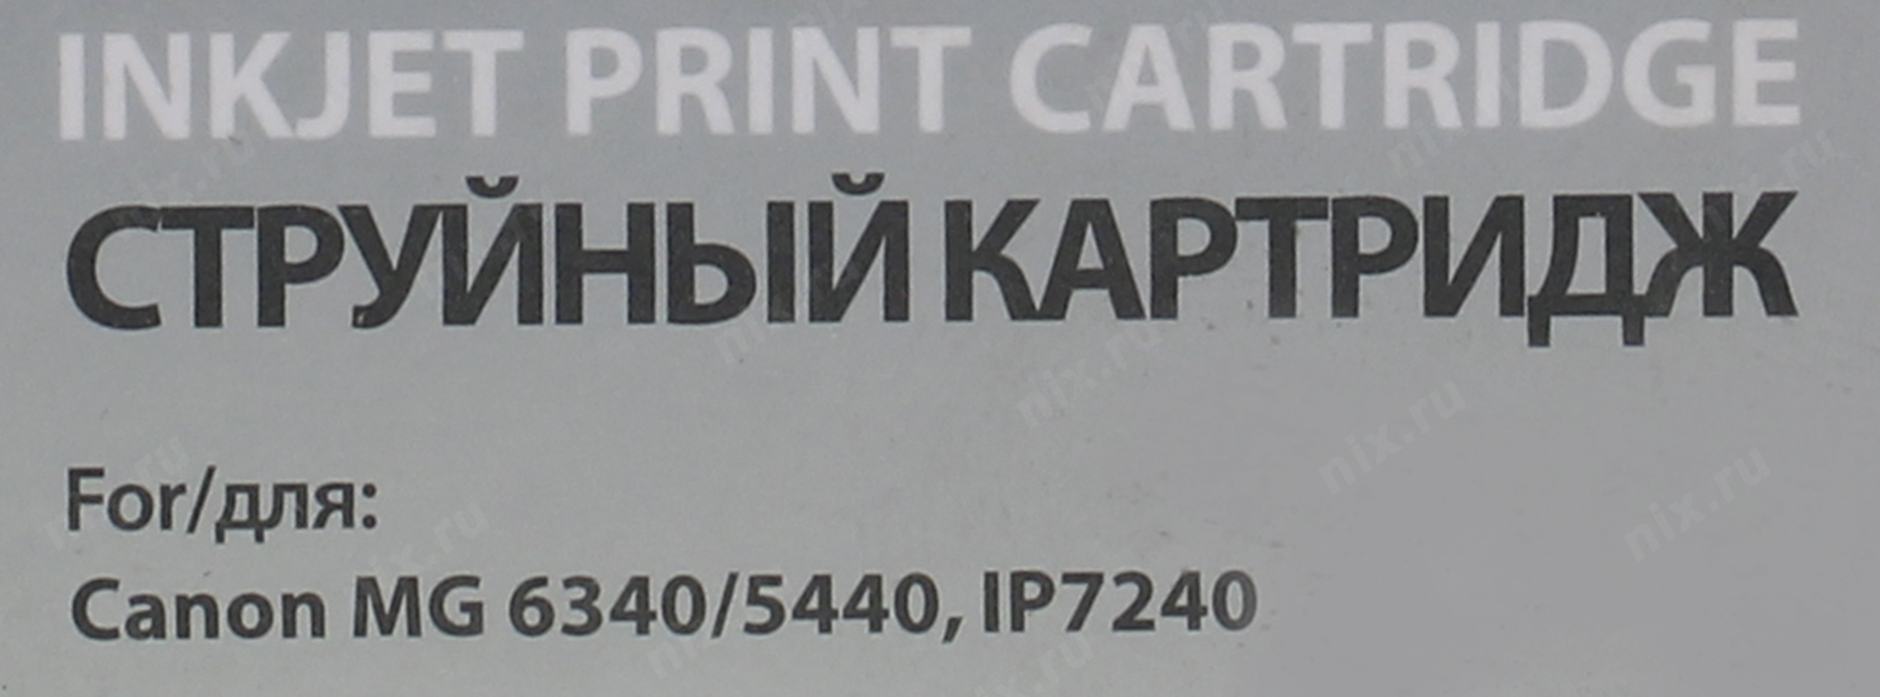 INKJET PRINT CARTRIDGE
СТРУЙНЫЙ КАРТРИДЖ
For/для:
Canon MG 6340/5440, IP7240